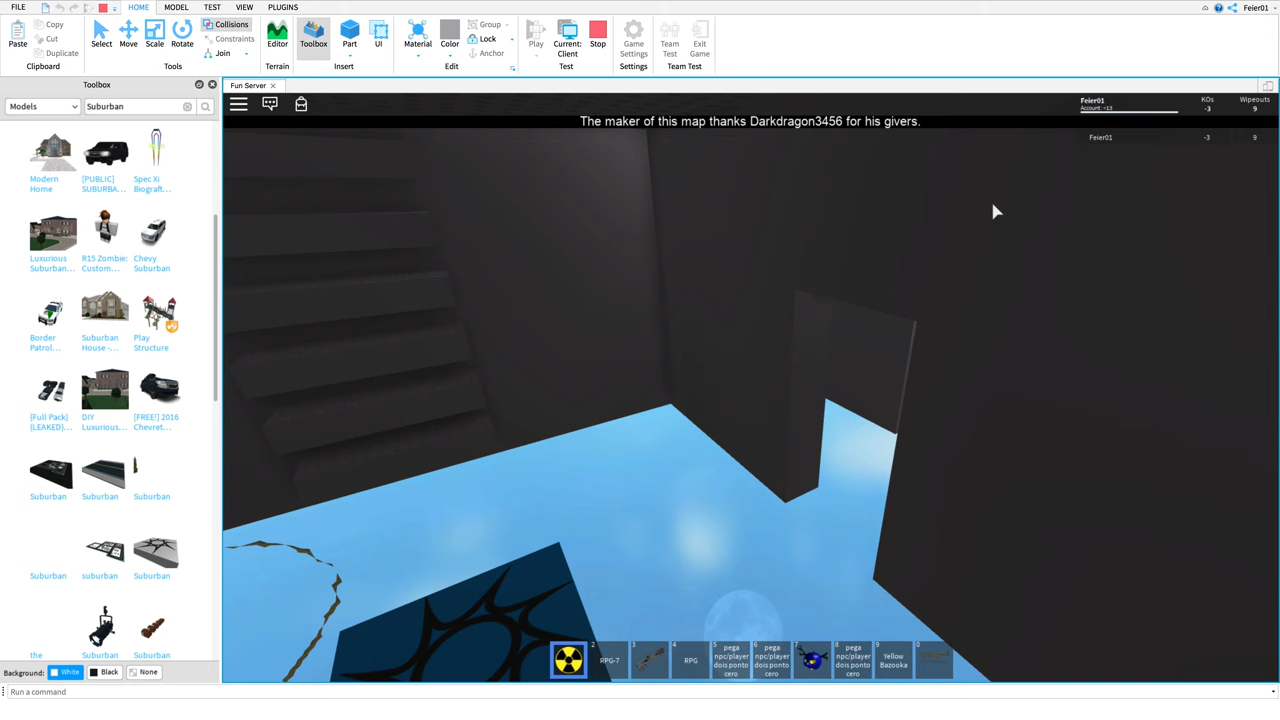 FILE
HOME
MODEL
TEST
VIEW
PLUGINS
Feier01
Paste
Copy
Cut
Duplicate
Clipboard
Select
Move
Scale
Rotate
Collisions
Constraints
Join
Tools
Editor
Terrain
Toolbox
Part
UI
Insert
Material
Color
Group
Lock
Anchor
Edit
Play
Current:
Client
Stop
Test
Game
Settings
Settings
Team
Test
Exit
Game
Team Test
Toolbox
Fun Server
Models
Suburban
Modern
Home
[PUBLIC]
SUBURBA...
Spec Xi
Biograft...
Luxurious
Suburban...
R15 Zombie:
Custom...
Chevy
Suburban
Border
Patrol...
Suburban
House -...
Play
Structure
{Full Pack}
{LEAKED}...
DIY
Luxurious...
[FREE!] 2016
Chevret...
Suburban
Suburban
Suburban
Suburban
suburban
Suburban
the
Suburban
Suburban
Background:
White
Black
None
Run a command
The maker of this map thanks Darkdragon3456 for his givers.
Feier01
Account: <13
KOs
-3
Wipeouts
9
Feier01
-3
9
2
RPG-7
3
4
RPG
5
pega
npc/player
dois ponto
cero
6
pega
npc/player
dois ponto
cero
7
8
pega
npc/player
dois ponto
cero
9
Yellow
Bazooka
0